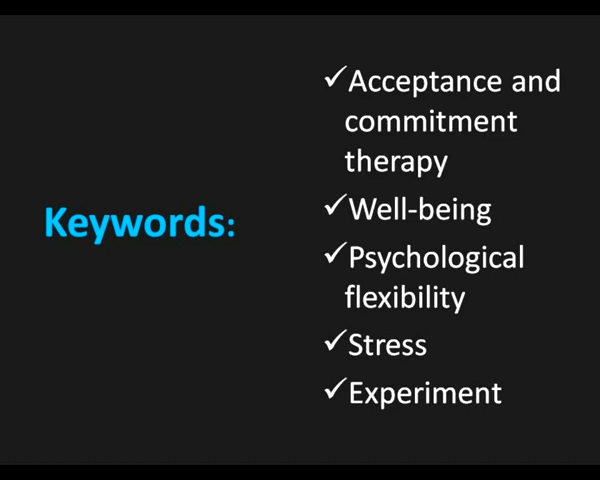 Keywords:
✓Acceptance and
commitment
therapy
✓Well-being
✓Psychological
flexibility
✓Stress
✓Experiment